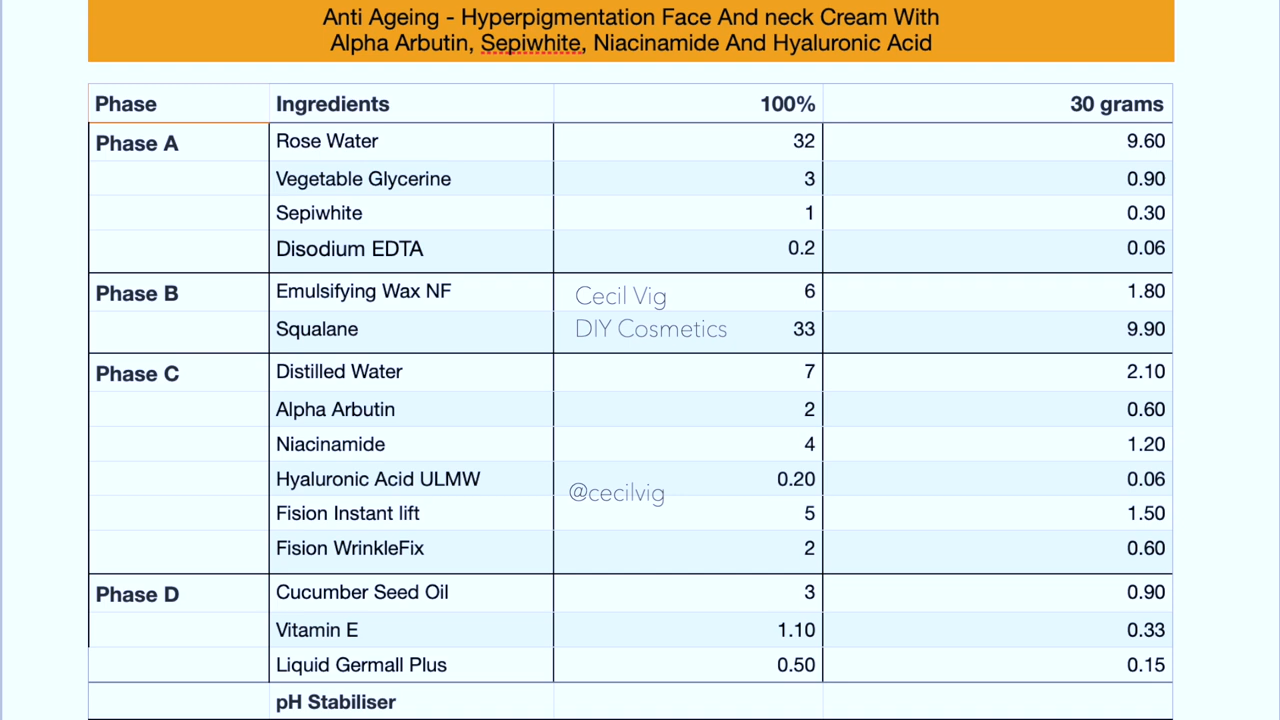 Anti Ageing - Hyperpigmentation Face And neck Cream With
Alpha Arbutin, Sepiwhite, Niacinamide And Hyaluronic Acid
Phase Ingredients 100% 30 grams
Phase A Rose Water 32 9.60
Vegetable Glycerine 3 0.90
Sepiwhite 1 0.30
Disodium EDTA 0.2 0.06
Phase B Emulsifying Wax NF Cecil Vig 6 1.80
Squalane DIY Cosmetics 33 9.90
Phase C Distilled Water 7 2.10
Alpha Arbutin 2 0.60
Niacinamide 4 1.20
Hyaluronic Acid ULMW @cecilvig 0.20 0.06
Fision Instant lift 5 1.50
Fision WrinkleFix 2 0.60
Phase D Cucumber Seed Oil 3 0.90
Vitamin E 1.10 0.33
Liquid Germall Plus 0.50 0.15
pH Stabiliser